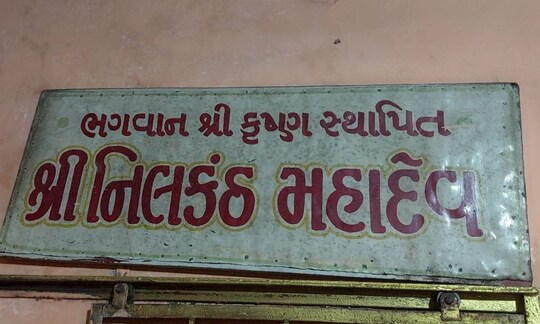 ભગવાન શ્રી કૃષ્ણ સ્થાપિત
શ્રી નિલકંઠ મહાદેવ